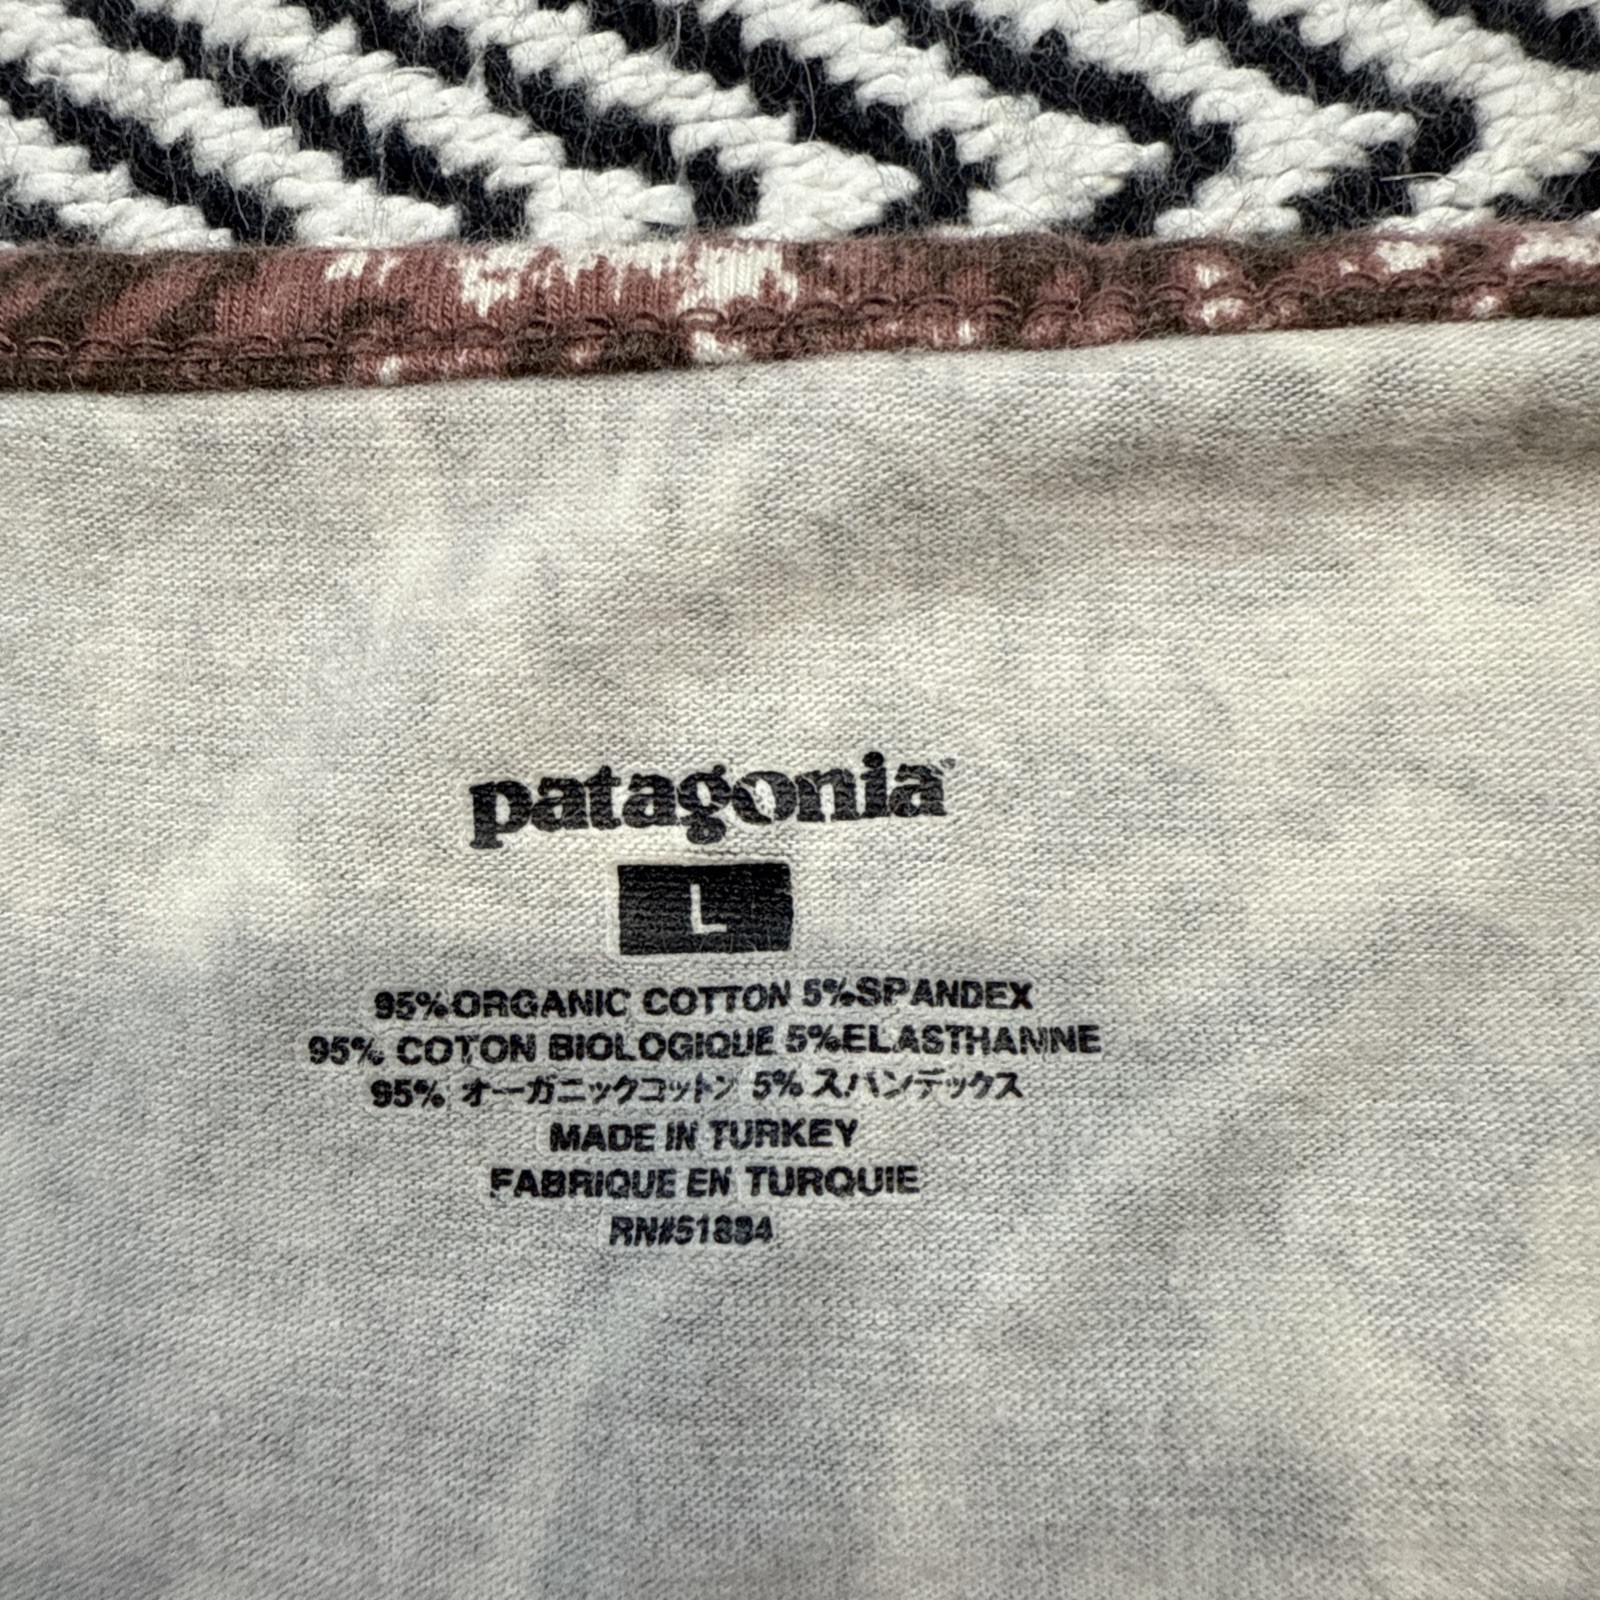 patagonia
L
95%ORGANIC COTTON 5%SPANDEX
95% COTON BIOLOGIQUE 5%ELASTHANNE
95% オーガニックコットン 5% スパンデックス
MADE IN TURKEY
FABRIQUE EN TURQUIE
RN#51884